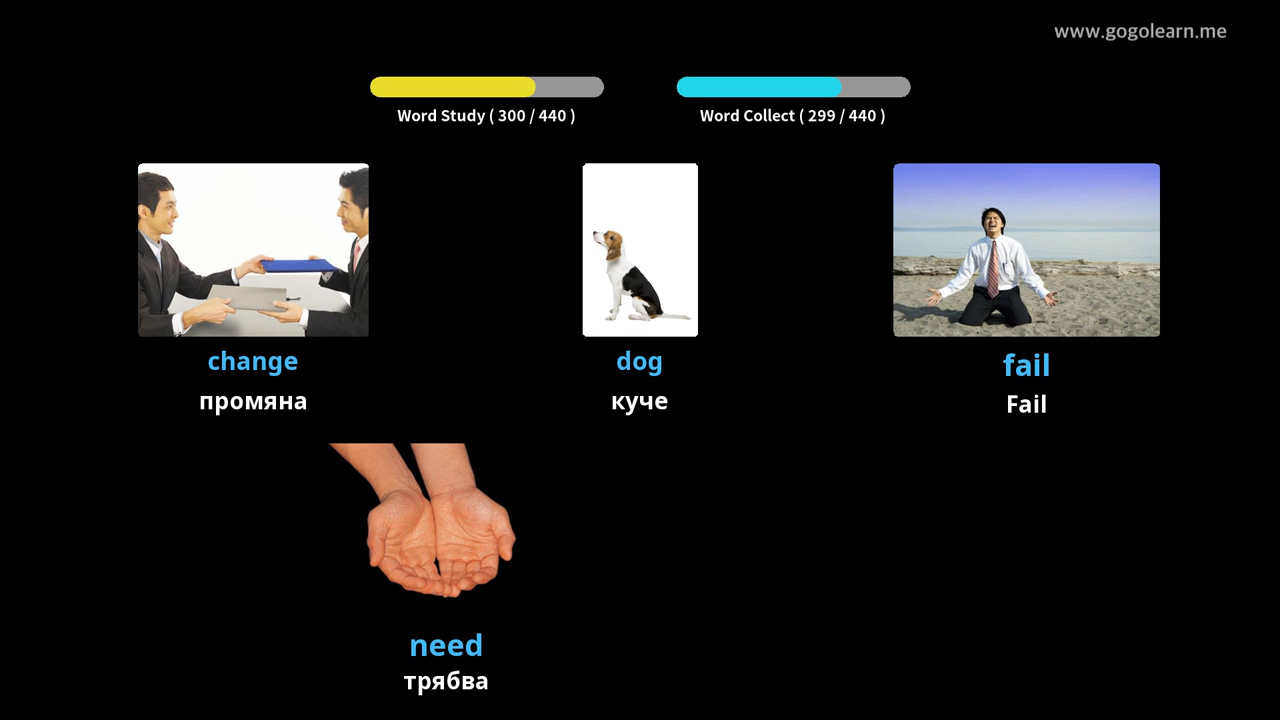 www.gogolearn.me
Word Study ( 300 / 440 )
Word Collect ( 299 / 440 )
change
промяна
dog
куче
fail
Fail
need
трябва